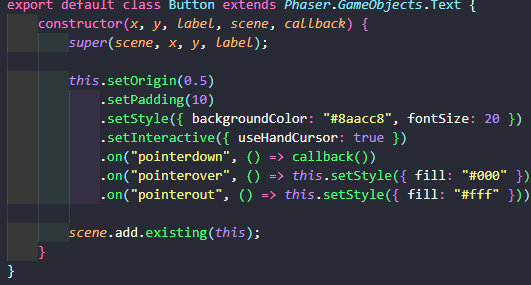 export default class Button extends Phaser.GameObjects.Text {
constructor(x, y, label, scene, callback) {
super(scene, x, y, label);
this.setOrigin(0.5)
.setPadding(10)
.setStyle({ backgroundColor: "#8aacc8", fontSize: 20 })
.setInteractive({ useHandCursor: true })
.on("pointerdown", () => callback())
.on("pointerover", () => this.setStyle({ fill: "#000" }))
.on("pointerout", () => this.setStyle({ fill: "#fff" }));
scene.add.existing(this);
}
}